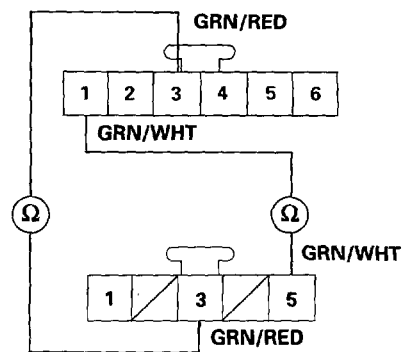 GRN/RED
1 2 3 4 5 6
GRN/WHT
Ω Ω
GRN/WHT
1 3 5
GRN/RED